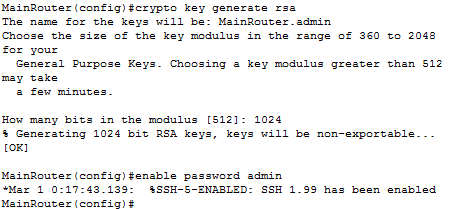 MainRouter(config)#crypto key generate rsa
The name for the keys will be: MainRouter.admin
Choose the size of the key modulus in the range of 360 to 2048
for your
  General Purpose Keys. Choosing a key modulus greater than 512
may take
  a few minutes.

How many bits in the modulus [512]: 1024
% Generating 1024 bit RSA keys, keys will be non-exportable...
[OK]

MainRouter(config)#enable password admin
*Mar 1 0:17:43.139:  %SSH-5-ENABLED: SSH 1.99 has been enabled
MainRouter(config)#